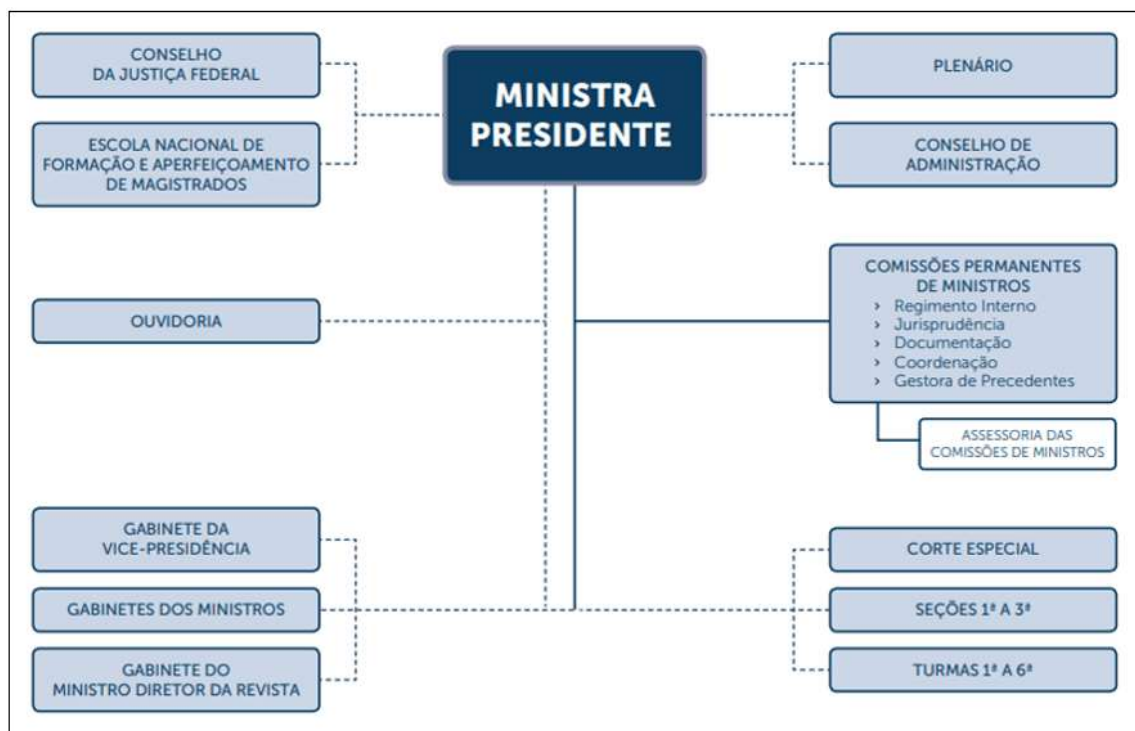 CONSELHO
DA JUSTIÇA FEDERAL
ESCOLA NACIONAL DE
FORMAÇÃO E APERFEIÇOAMENTO
DE MAGISTRADOS
MINISTRA
PRESIDENTE
PLENÁRIO
CONSELHO DE
ADMINISTRAÇÃO
OUVIDORIA
COMISSÕES PERMANENTES
DE MINISTROS
› Regimento Interno
› Jurisprudência
› Documentação
› Coordenação
› Gestora de Precedentes
ASSESSORIA DAS
COMISSÕES DE MINISTROS
GABINETE DA
VICE-PRESIDÊNCIA
GABINETES DOS MINISTROS
GABINETE DO
MINISTRO DIRETOR DA REVISTA
CORTE ESPECIAL
SEÇÕES 1ª A 3ª
TURMAS 1ª A 6ª